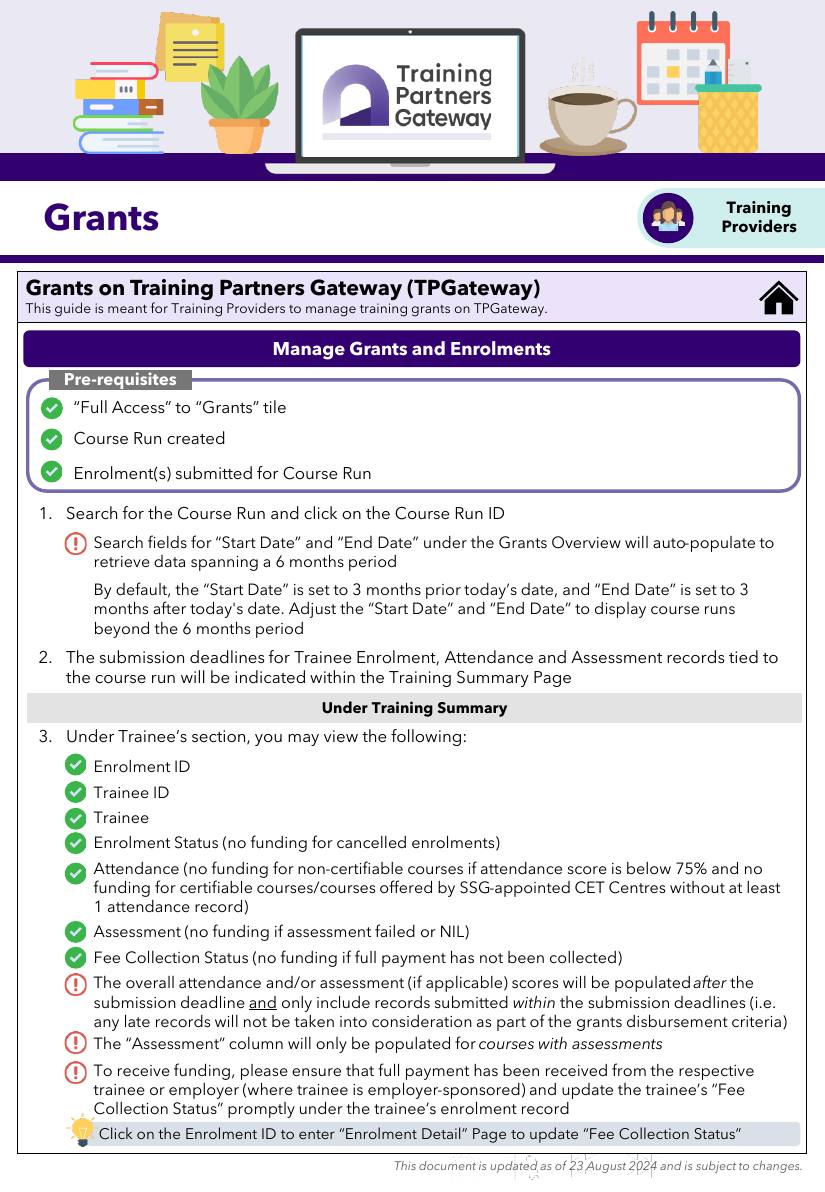 Training
Partners
Gateway
Grants
Training
Providers
Grants on Training Partners Gateway (TPGateway)
This guide is meant for Training Providers to manage training grants on TPGateway.
Manage Grants and Enrolments
Pre-requisites
“Full Access” to “Grants” tile
Course Run created
Enrolment(s) submitted for Course Run
1. Search for the Course Run and click on the Course Run ID
Search fields for “Start Date” and “End Date” under the Grants Overview will auto-populate to
retrieve data spanning a 6 months period
By default, the “Start Date” is set to 3 months prior today’s date, and “End Date” is set to 3
months after today's date. Adjust the “Start Date” and “End Date” to display course runs
beyond the 6 months period
2. The submission deadlines for Trainee Enrolment, Attendance and Assessment records tied to
the course run will be indicated within the Training Summary Page
Under Training Summary
3. Under Trainee’s section, you may view the following:
Enrolment ID
Trainee ID
Trainee
Enrolment Status (no funding for cancelled enrolments)
Attendance (no funding for non-certifiable courses if attendance score is below 75% and no
funding for certifiable courses/courses offered by SSG-appointed CET Centres without at least
1 attendance record)
Assessment (no funding if assessment failed or NIL)
Fee Collection Status (no funding if full payment has not been collected)
The overall attendance and/or assessment (if applicable) scores will be populated after the
submission deadline and only include records submitted within the submission deadlines (i.e.
any late records will not be taken into consideration as part of the grants disbursement criteria)
The “Assessment” column will only be populated for courses with assessments
To receive funding, please ensure that full payment has been received from the respective
trainee or employer (where trainee is employer-sponsored) and update the trainee’s “Fee
Collection Status” promptly under the trainee’s enrolment record
Click on the Enrolment ID to enter “Enrolment Detail” Page to update “Fee Collection Status”
This document is updated as of 23 August 2024 and is subject to changes.